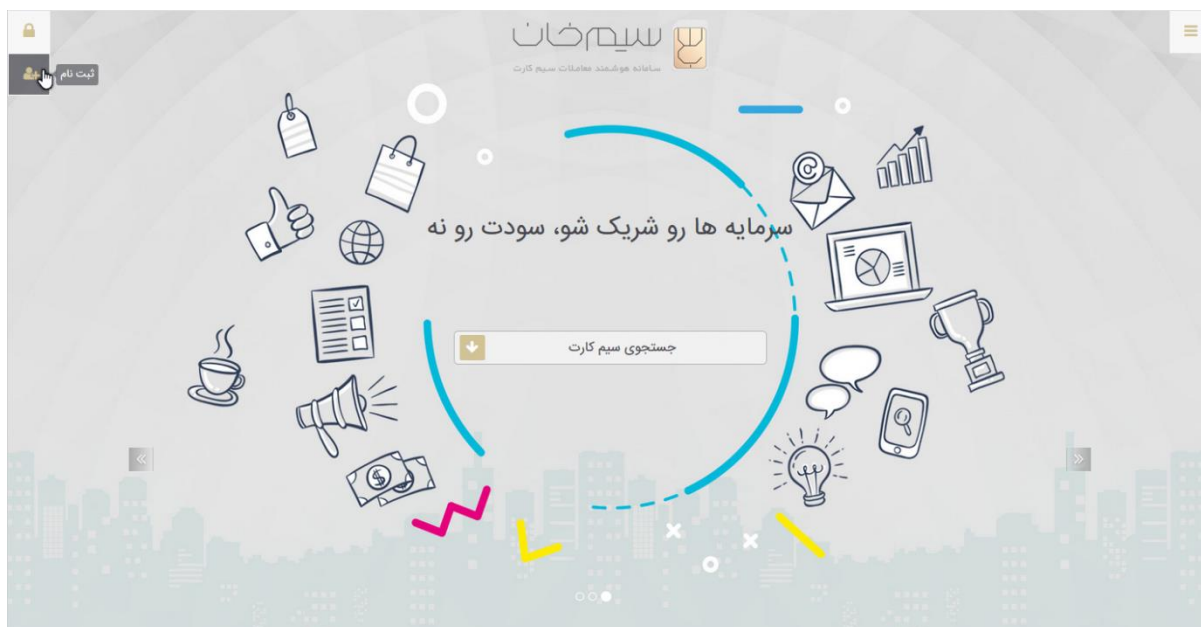 سیم‌خان
سامانه هوشمند معاملات سیم کارت
ثبت نام
سرمایه ها رو شریک شو، سودت رو نه
جستجوی سیم کارت